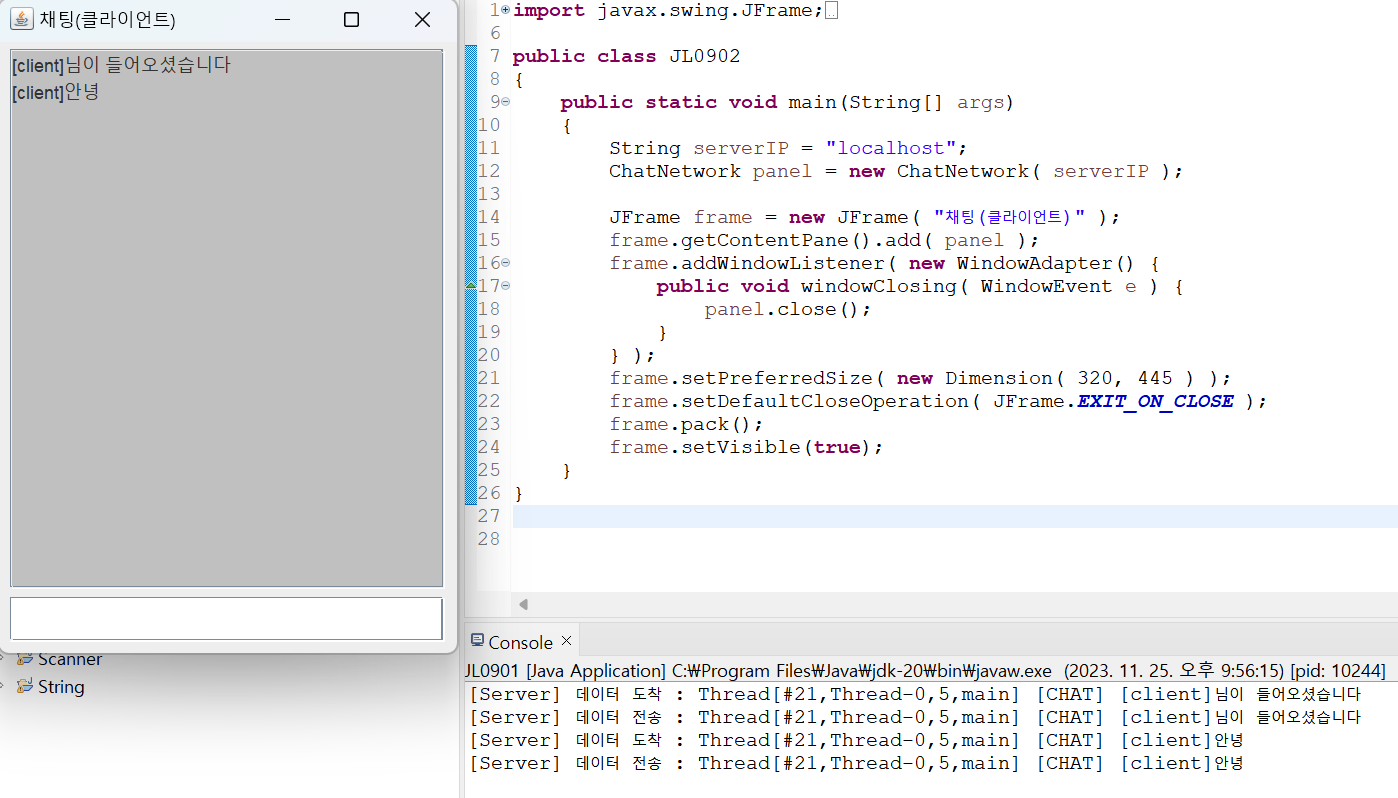 채팅(클라이언트)
[client]님이 들어오셨습니다
[client]안녕
Scanner
String
1 import javax.swing.JFrame;
6
7 public class JL0902
8 {
9 public static void main(String[] args)
10 {
11 String serverIP = "localhost";
12 ChatNetwork panel = new ChatNetwork( serverIP );
13
14 JFrame frame = new JFrame( "채팅(클라이언트)" );
15 frame.getContentPane().add( panel );
16 frame.addWindowListener( new WindowAdapter() {
17 public void windowClosing( WindowEvent e ) {
18 panel.close();
19 }
20 } );
21 frame.setPreferredSize( new Dimension( 320, 445 ) );
22 frame.setDefaultCloseOperation( JFrame.EXIT_ON_CLOSE );
23 frame.pack();
24 frame.setVisible(true);
25 }
26 }
27
28
Console
JL0901 [Java Application] C:₩Program Files₩Java₩jdk-20₩bin₩javaw.exe (2023. 11. 25. 오후 9:56:15) [pid: 10244]
[Server] 데이터 도착 : Thread[#21,Thread-0,5,main] [CHAT] [client]님이 들어오셨습니다
[Server] 데이터 전송 : Thread[#21,Thread-0,5,main] [CHAT] [client]님이 들어오셨습니다
[Server] 데이터 도착 : Thread[#21,Thread-0,5,main] [CHAT] [client]안녕
[Server] 데이터 전송 : Thread[#21,Thread-0,5,main] [CHAT] [client]안녕